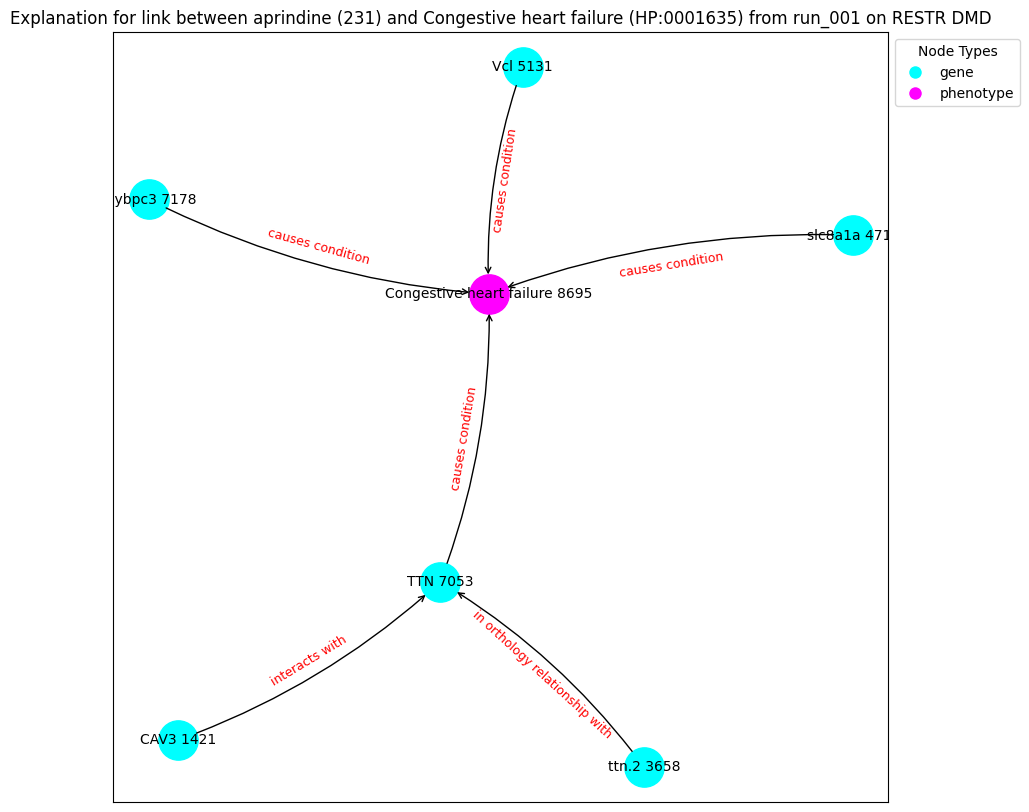 Explanation for link between aprindine (231) and Congestive heart failure (HP:0001635) from run_001 on RESTR DMD
Node Types
gene
phenotype
Vcl 5131
causes condition
ybpc3 7178
causes condition
slc8a1a 471
causes condition
Congestive heart failure 8695
causes condition
TTN 7053
interacts with
in orthology relationship with
CAV3 1421
ttn.2 3658